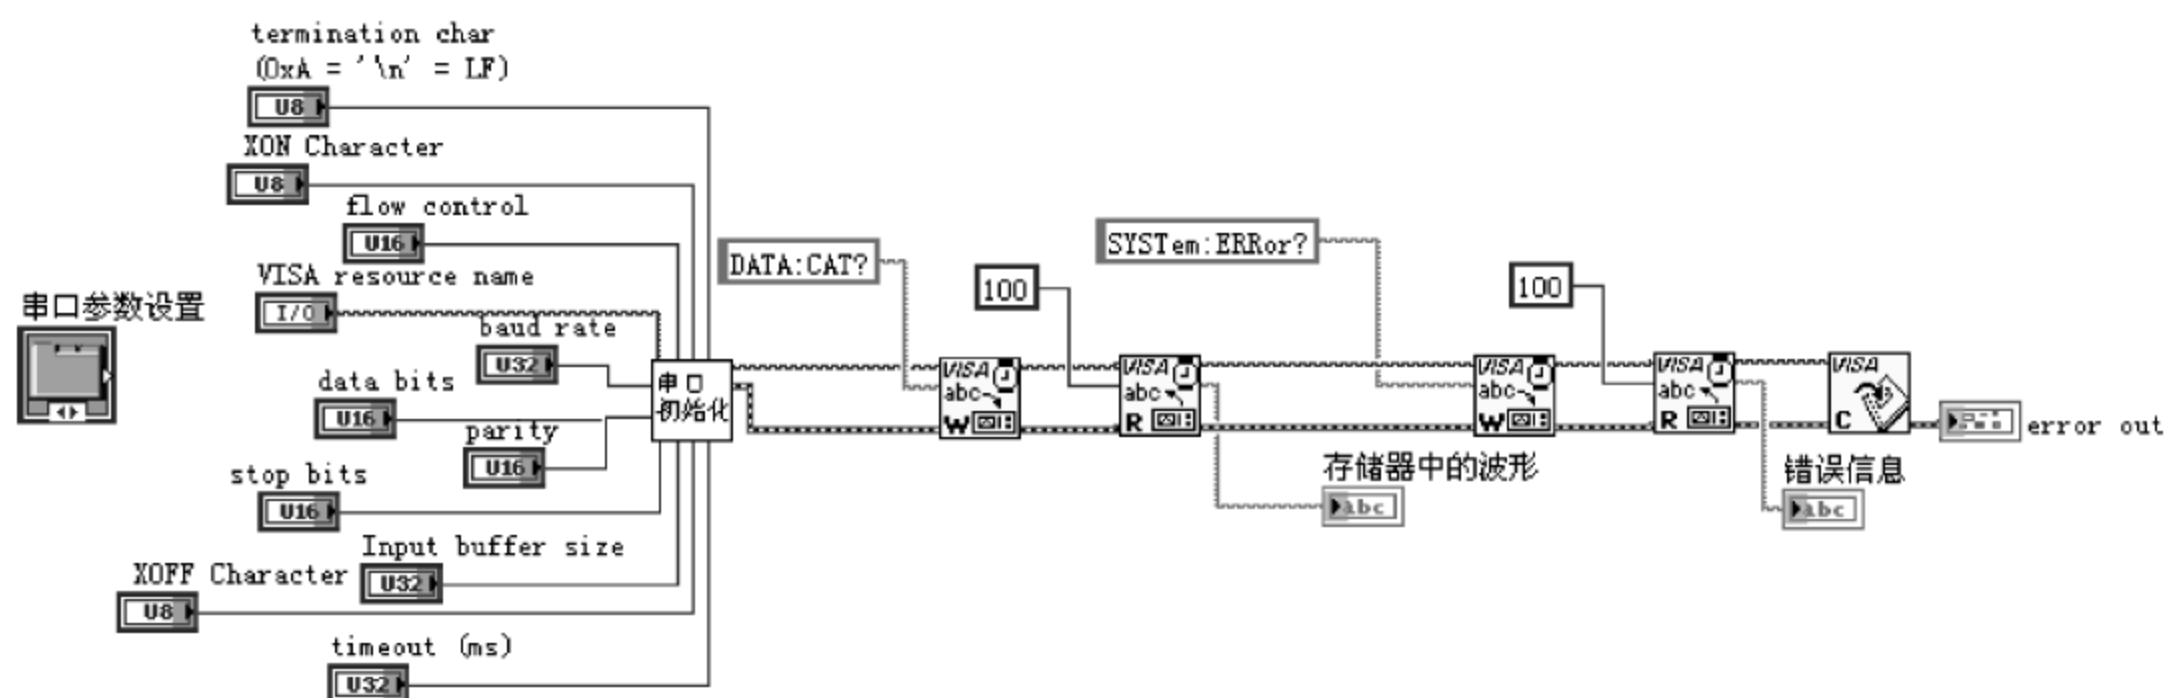 termination char
(0xA = '\n' = LF)
U8
XON Character
U8
flow control
U16
VISA resource name
I/O
串口参数设置
baud rate
U32
data bits
U16
parity
U16
stop bits
U16
Input buffer size
U32
XOFF Character
U8
timeout (ms)
U32
串口
初始化
DATA:CAT?
VISA
abc
W
100
VISA
abc
R
存储器中的波形
abc
SYSTem:ERRor?
VISA
abc
W
100
VISA
abc
R
错误信息
abc
VISA
C
error out